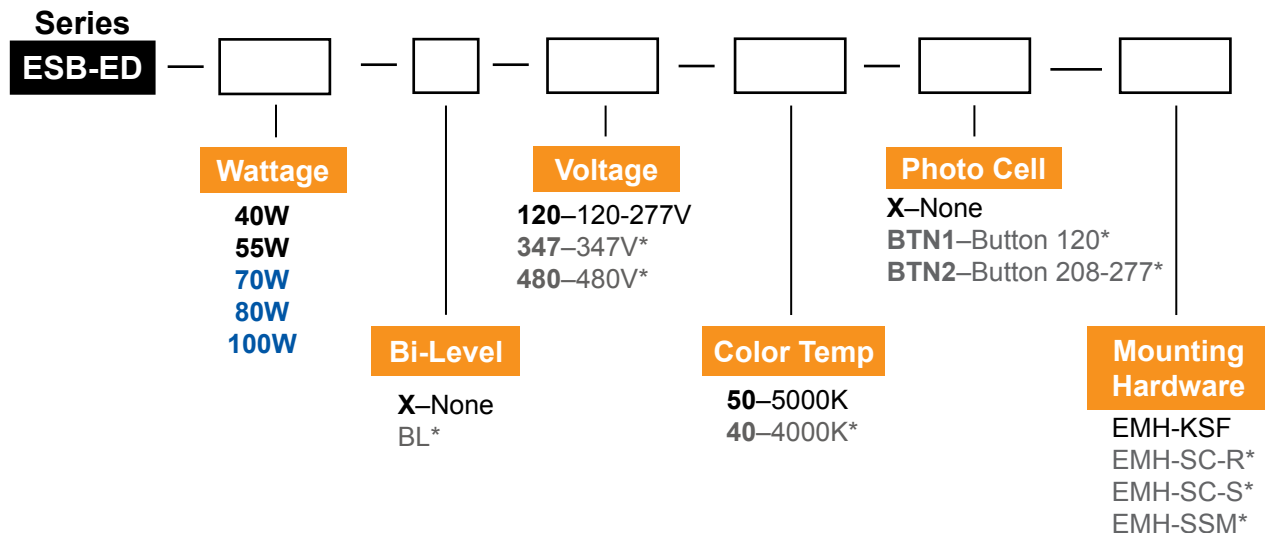 Series
ESB-ED
Wattage
40W
55W
70W
80W
100W
Bi-Level
X–None
BL*
Voltage
120–120-277V
347–347V*
480–480V*
Color Temp
50–5000K
40–4000K*
Photo Cell
X–None
BTN1–Button 120*
BTN2–Button 208-277*
Mounting
Hardware
EMH-KSF
EMH-SC-R*
EMH-SC-S*
EMH-SSM*